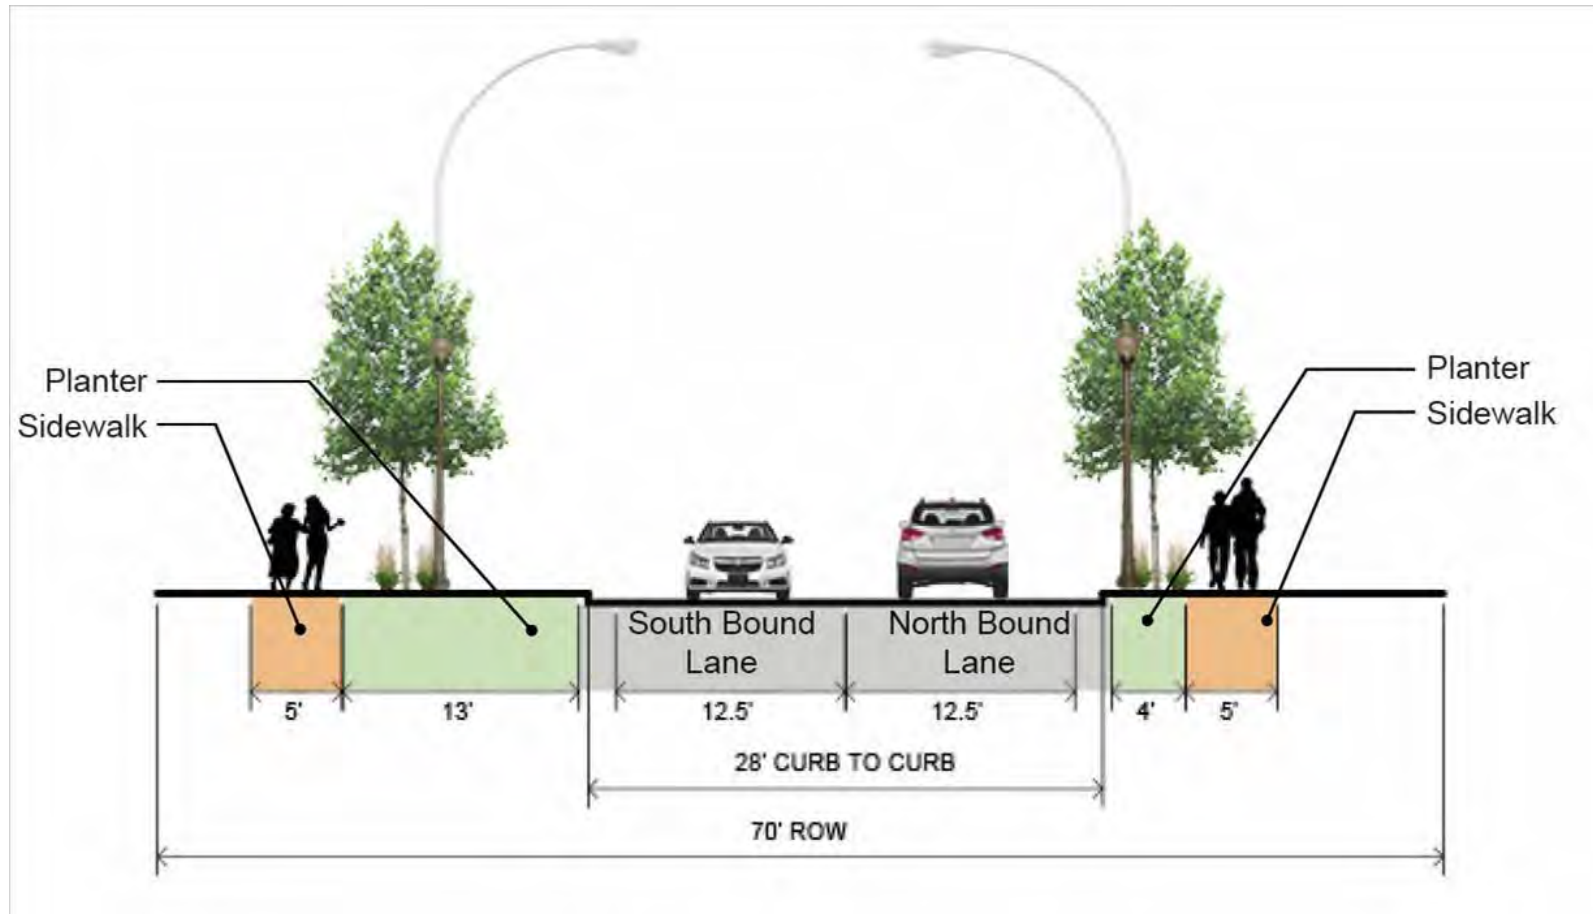 Planter
Sidewalk
Planter
Sidewalk
South Bound
Lane
North Bound
Lane
5'
13'
12.5'
12.5'
4'
5'
28' CURB TO CURB
70' ROW